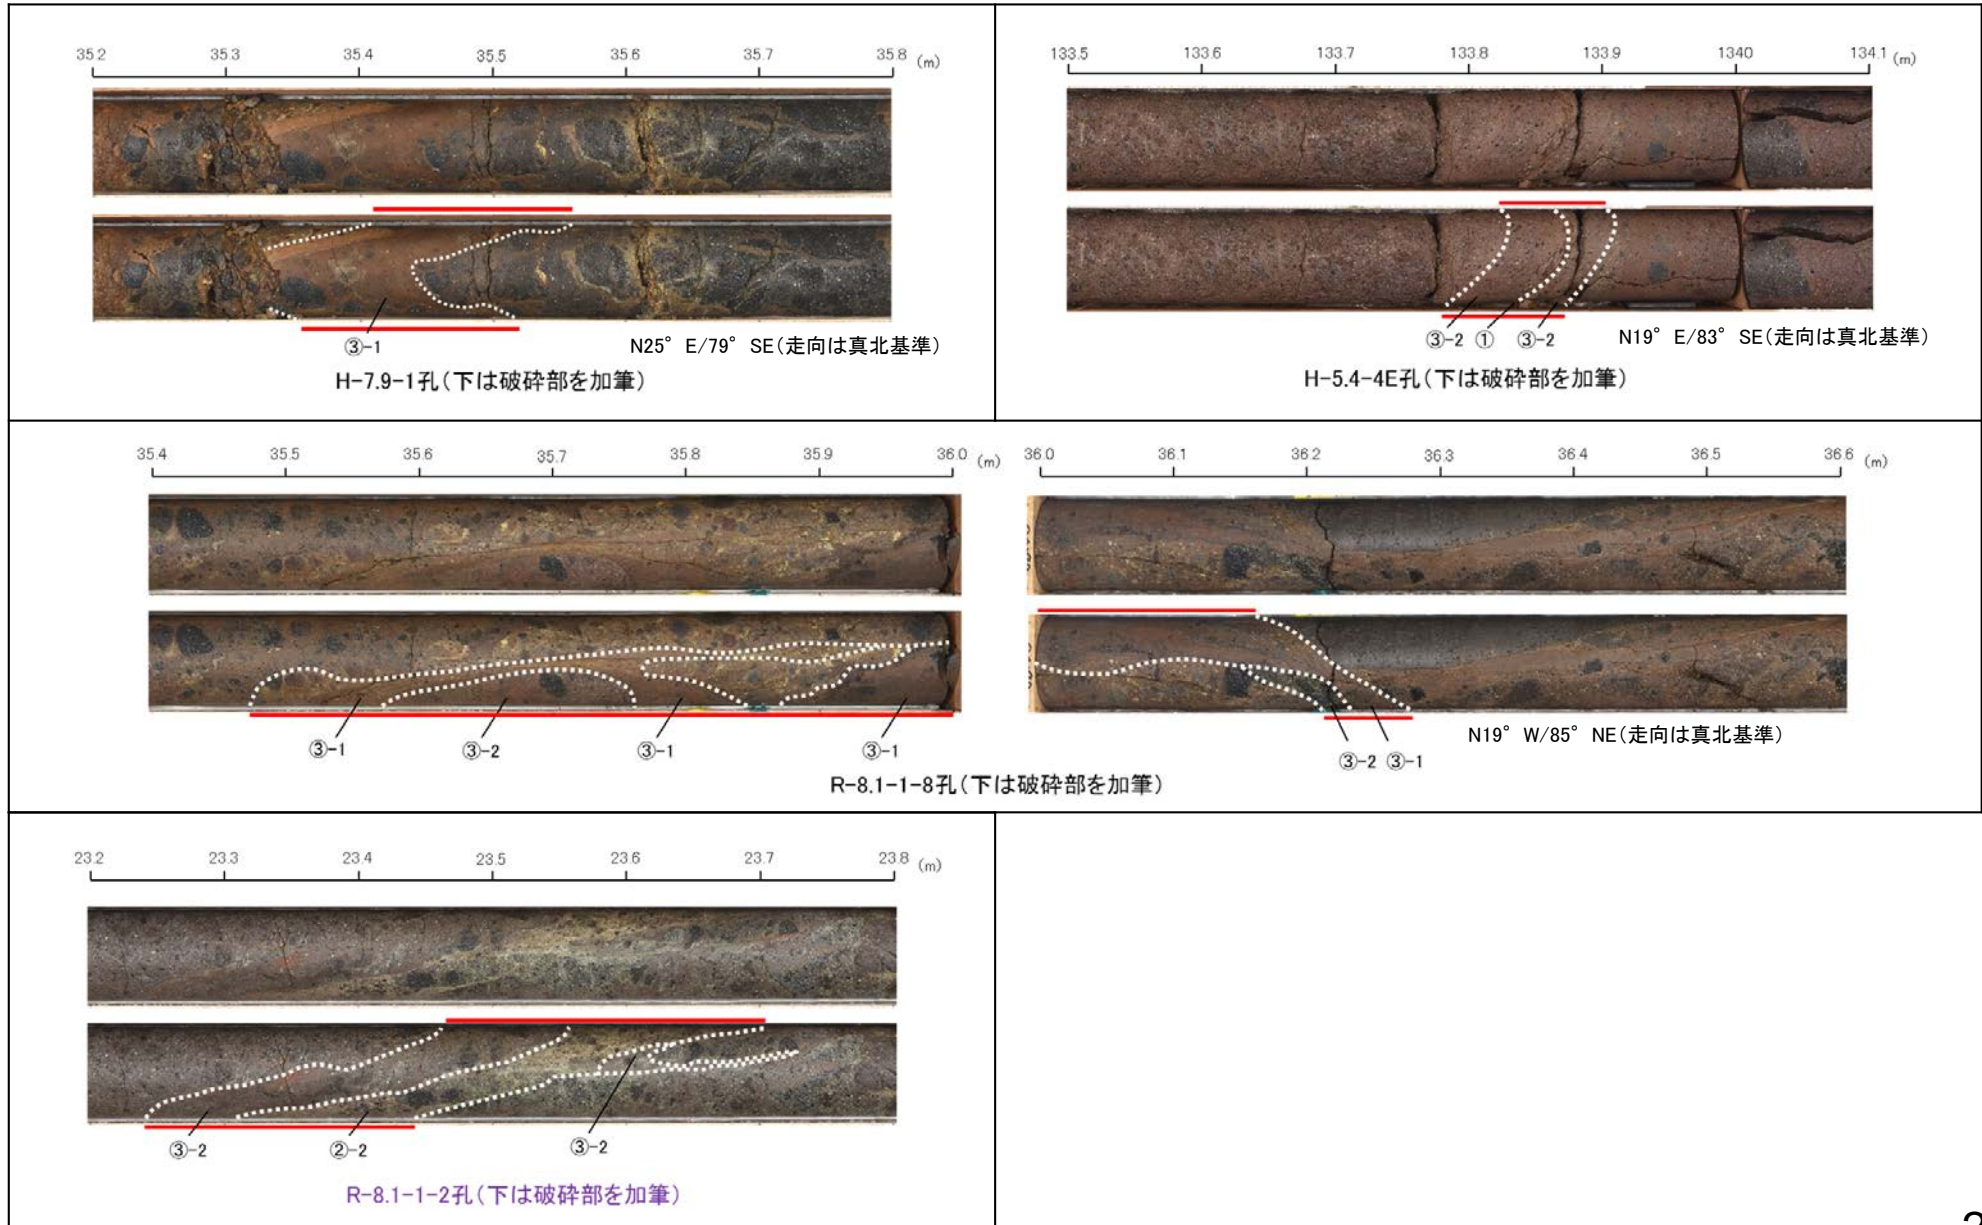 35.2 35.3 35.4 35.5 35.6 35.7 35.8 (m)
③-1
N25° E/79° SE(走向は真北基準)
H-7.9-1孔(下は破砕部を加筆)
133.5 133.6 133.7 133.8 133.9 134.0 134.1 (m)
③-2 ① ③-2
N19° E/83° SE(走向は真北基準)
H-5.4-4E孔(下は破砕部を加筆)
35.4 35.5 35.6 35.7 35.8 35.9 36.0 (m)
36.0 36.1 36.2 36.3 36.4 36.5 36.6 (m)
③-1 ③-2 ③-1 ③-1
③-2 ③-1
N19° W/85° NE(走向は真北基準)
R-8.1-1-8孔(下は破砕部を加筆)
23.2 23.3 23.4 23.5 23.6 23.7 23.8 (m)
③-2 ②-2 ③-2
R-8.1-1-2孔(下は破砕部を加筆)